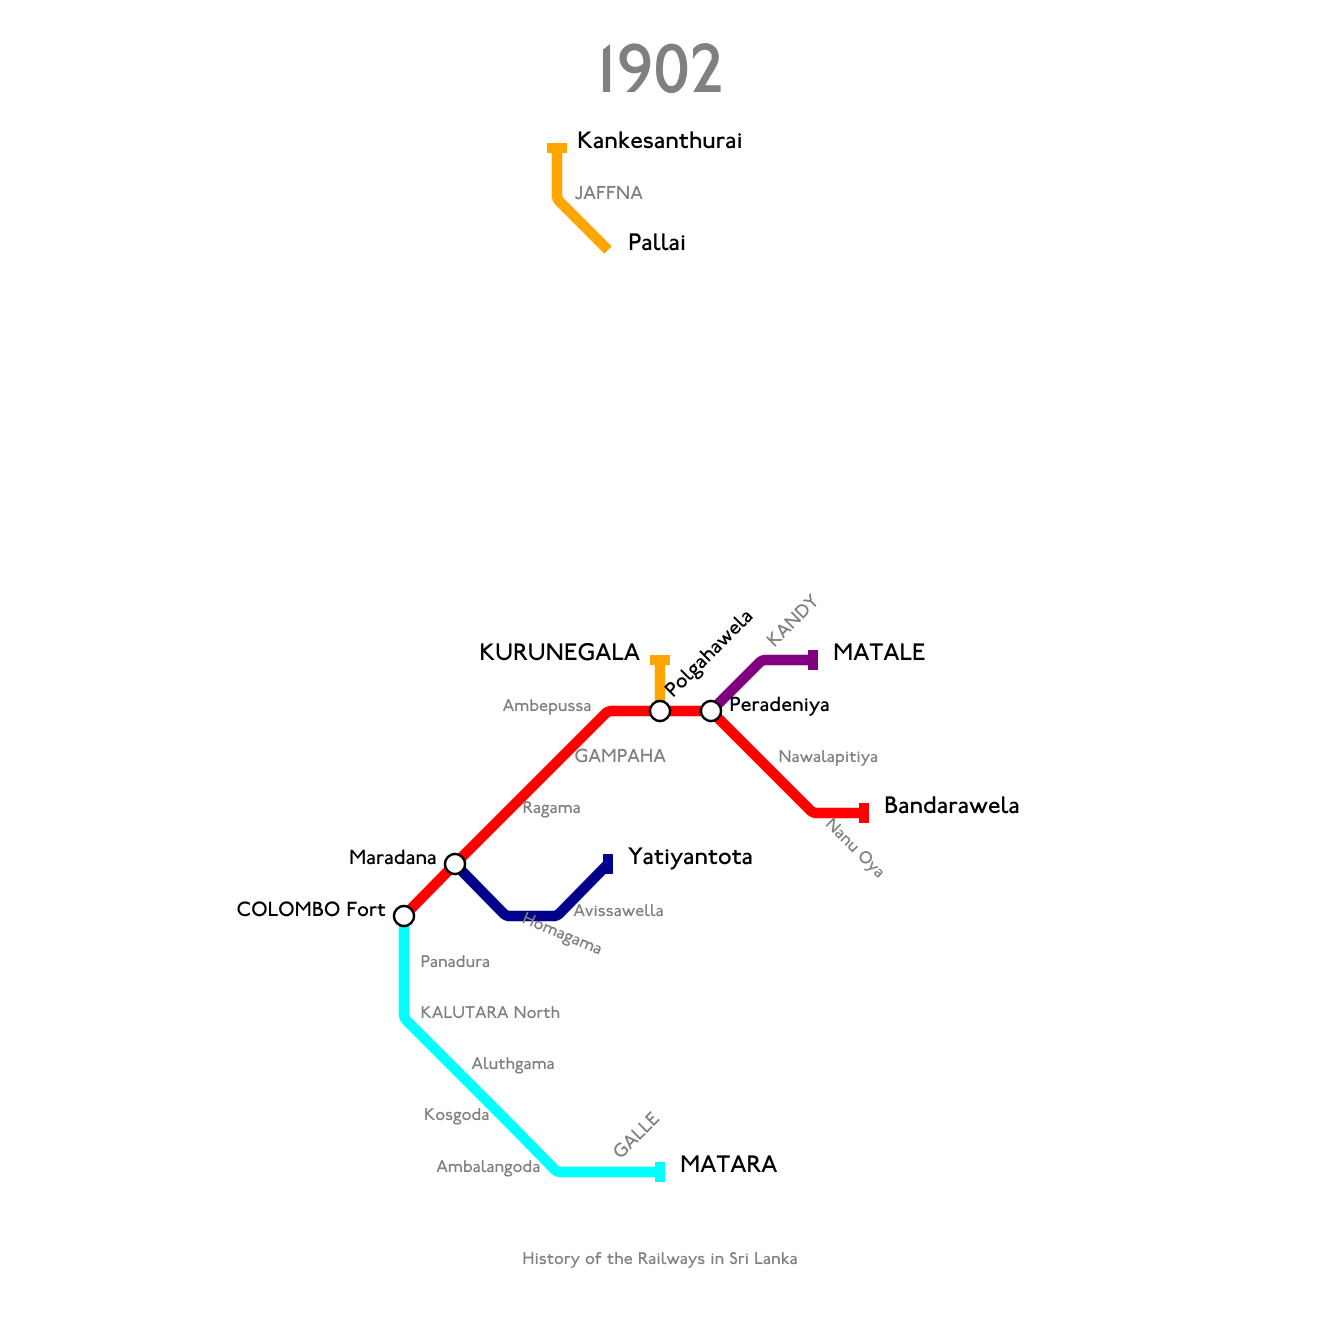 1902
Kankesanthurai
JAFFNA
Pallai
KANDY
Polgahawela
KURUNEGALA
MATALE
Ambepussa
Peradeniya
GAMPAHA
Nawalapitiya
Ragama
Bandarawela
Nanu Oya
Maradana
Yatiyantota
COLOMBO Fort
Avissawella
Homagama
Panadura
KALUTARA North
Aluthgama
Kosgoda
GALLE
Ambalangoda
MATARA
History of the Railways in Sri Lanka